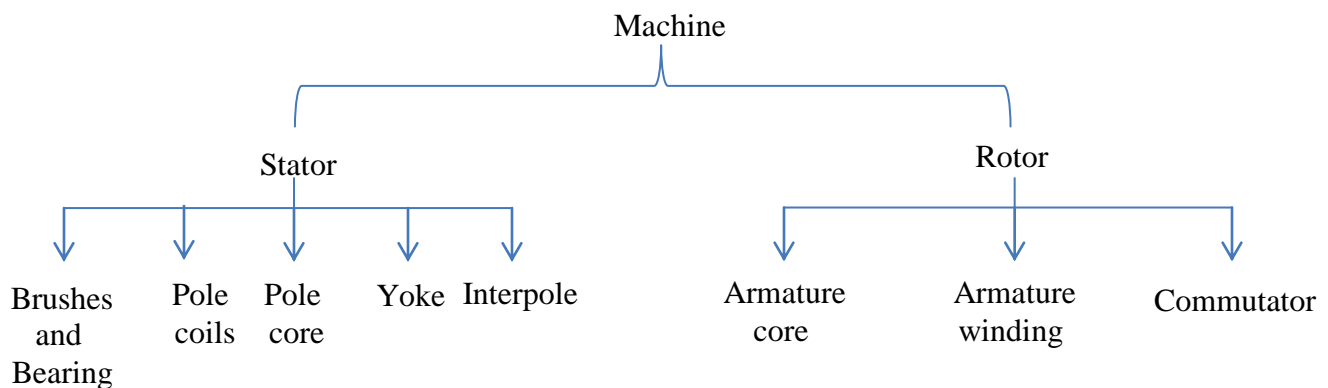 Machine
Stator
Rotor
Brushes
and
Bearing
Pole
coils
Pole
core
Yoke
Interpole
Armature
core
Armature
winding
Commutator